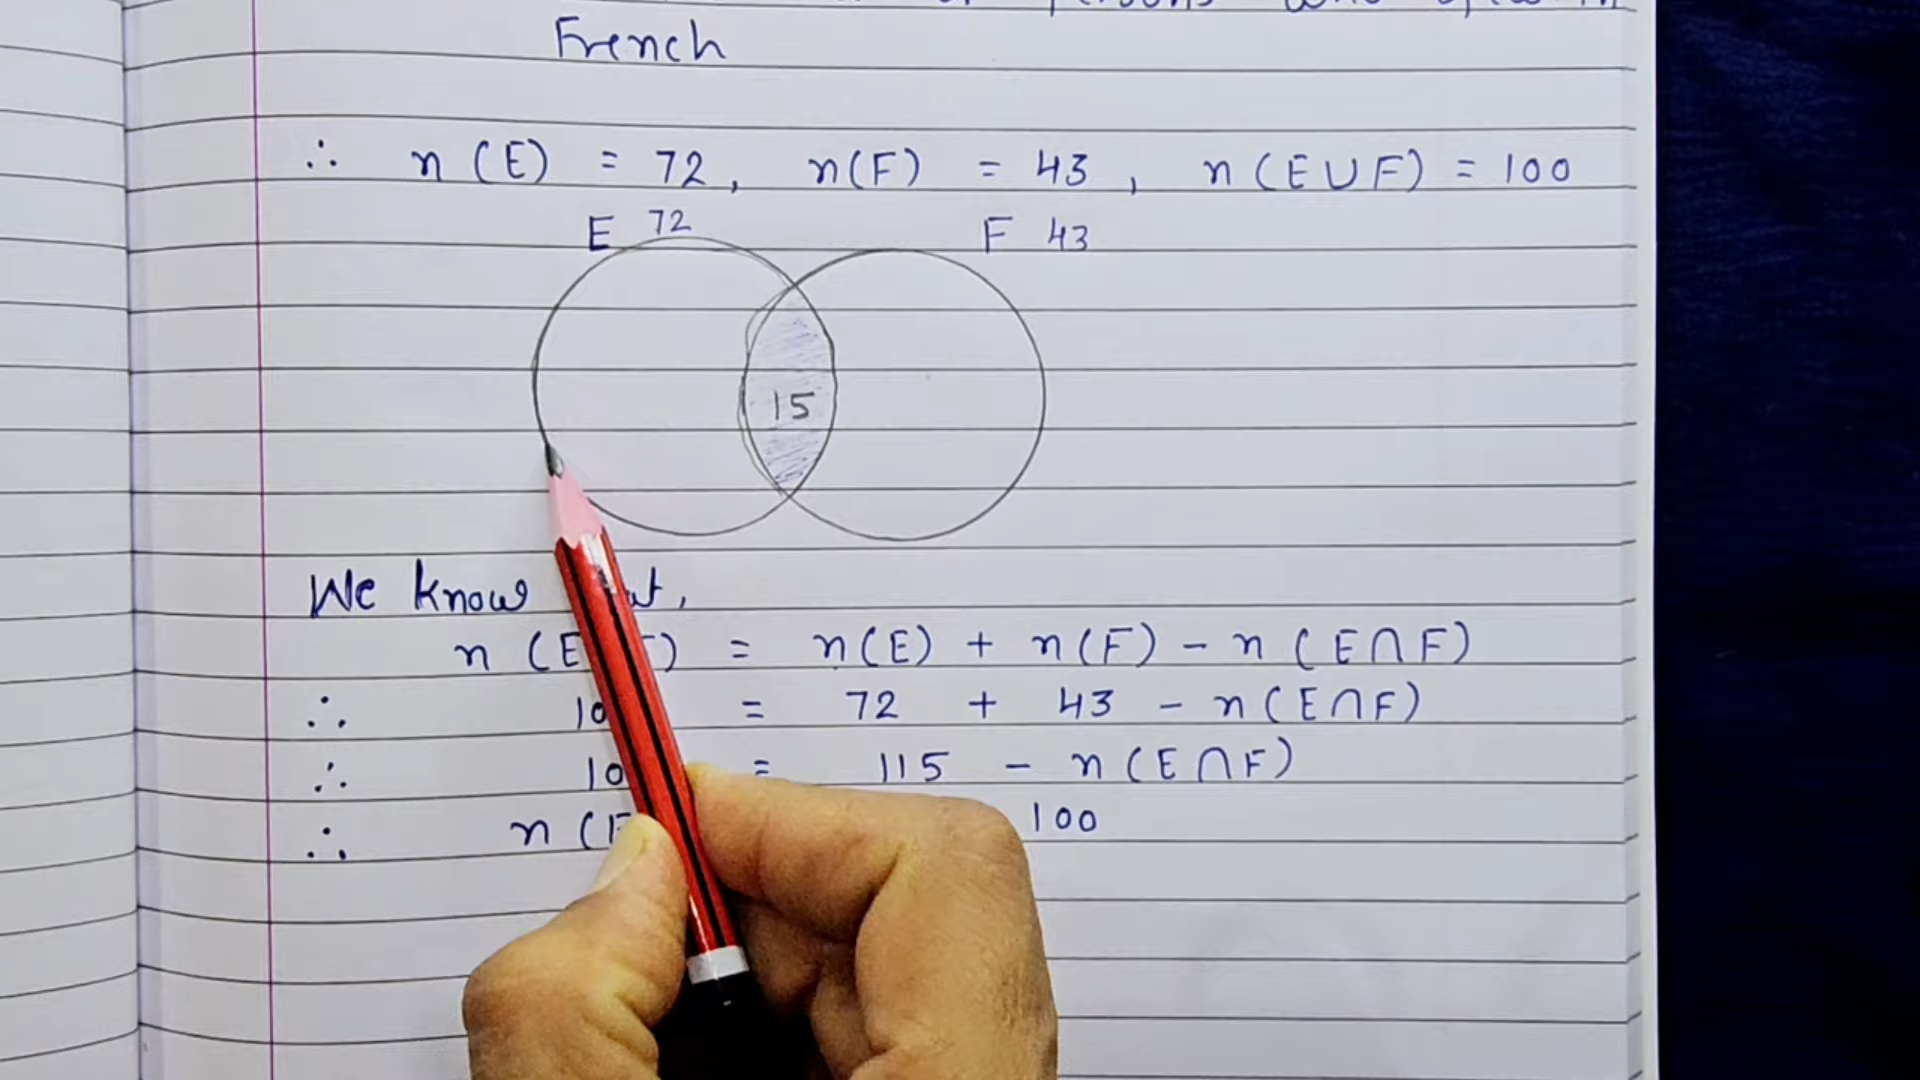 French
∴ n (E) = 72, n(F) = 43, n(E∪F) = 100
E 72 F 43
15
We know
n (E = n(E) + n(F) - n (E∩F)
∴ = 72 + 43 - n(E∩F)
∴ = 115 - n(E∩F)
∴ n ( 100